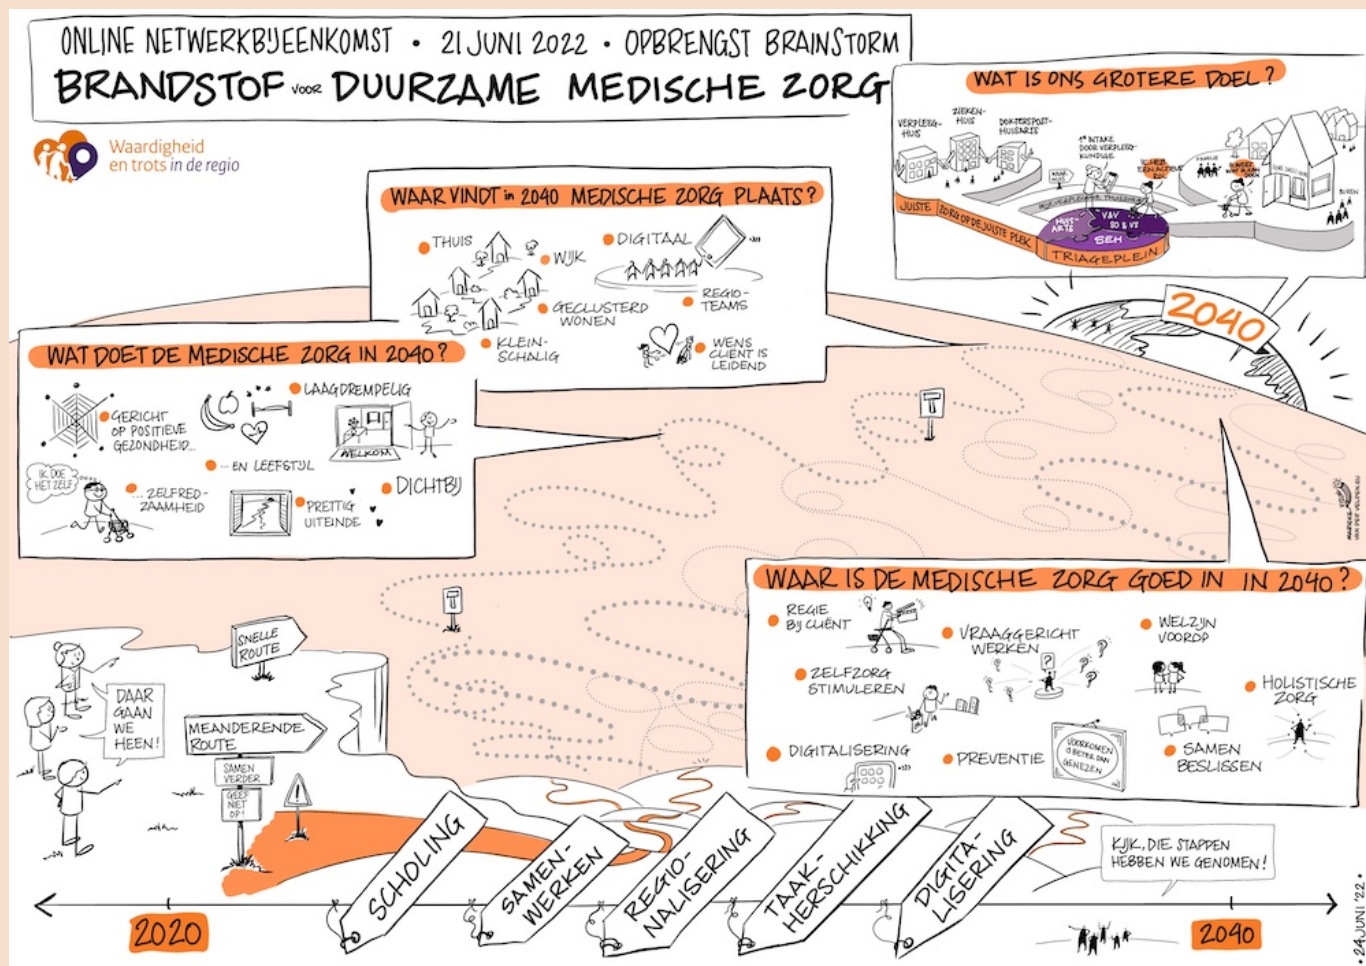 ONLINE NETWERKBIJEENKOMST • 21 JUNI 2022 • OPBRENGST BRAINSTORM
BRANDSTOF VOOR DUURZAME MEDISCHE ZORG
Waardigheid
en trots in de regio
WAT IS ONS GROTERE DOEL?
VERPLEEG-
HUIS
ZIEKEN-
HUIS
DOKTERSPOST-
HUISARTS
1e INTAKE
DOOR VERPLEEG-
KUNDIGE
FAMILIE
BUREN
JUISTE ZORG OP DE JUISTE PLEK
HUIS-
ARTS
BEH
TRIAGEPLEIN
2040
WAAR VINDT in 2040 MEDISCHE ZORG PLAATS?
THUIS
WIJK
GECLUSTERD
WONEN
KLEIN-
SCHALIG
DIGITAAL
REGIO-
TEAMS
WENS
CLIËNT IS
LEIDEND
WAT DOET DE MEDISCHE ZORG IN 2040?
GERICHT
OP POSITIEVE
GEZONDHEID...
LAAGDREMPELIG
WELKOM
... EN LEEFSTIJL
IK DOE
HET ZELF
... ZELFRED-
ZAAMHEID
PRETTIG
UITEINDE
DICHTBIJ
T
T
WAAR IS DE MEDISCHE ZORG GOED IN IN 2040?
REGIE
BIJ CLIËNT
VRAAGGERICHT
WERKEN
WELZIJN
VOOROP
ZELFZORG
STIMULEREN
HOLISTISCHE
ZORG
DIGITALISERING
PREVENTIE
VOORKOMEN
IS BETER DAN
GENEZEN
SAMEN
BESLISSEN
DAAR
GAAN
WE
HEEN!
SNELLE
ROUTE
MEANDERENDE
ROUTE
SAMEN
VERDER
GEEF
NIET
OP!
!
SCHOLING
SAMEN-
WERKEN
REGIO-
NALISERING
TAAK-
HERSCHIKKING
DIGITA-
LISERING
KIJK, DIE STAPPEN
HEBBEN WE GENOMEN!
2020
2040
• 24 JUNI '22 •